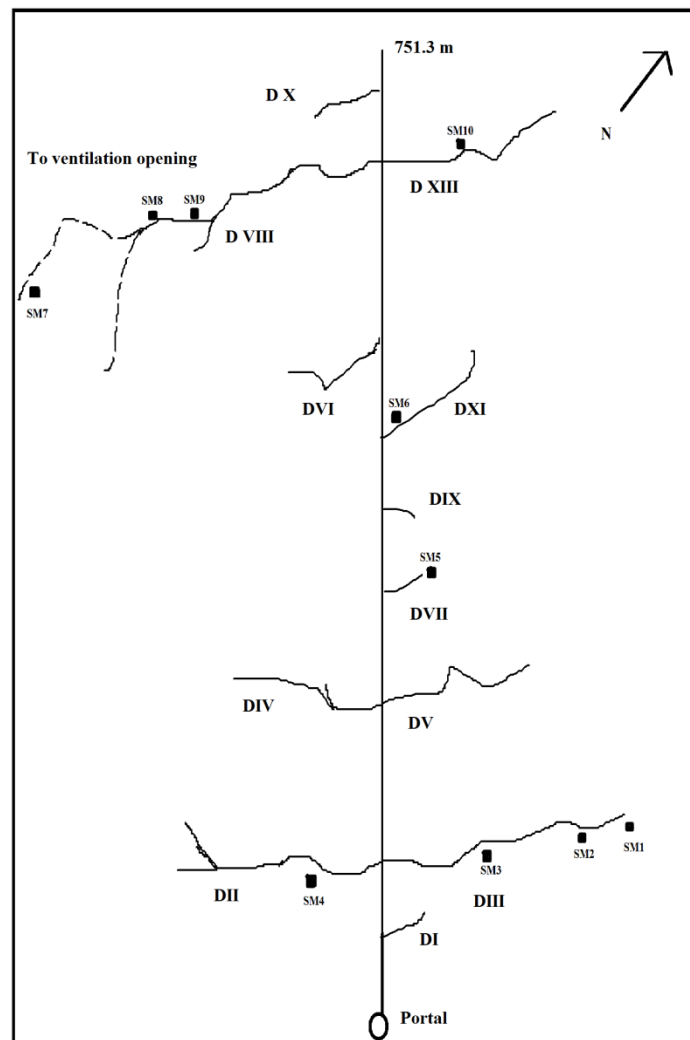 751.3 m
D X
N
SM10
To ventilation opening
D XIII
SM8
SM9
D VIII
SM7
DVI
SM6
DXI
DIX
SM5
DVII
DIV
DV
SM1
SM2
SM3
SM4
DII
DIII
DI
Portal